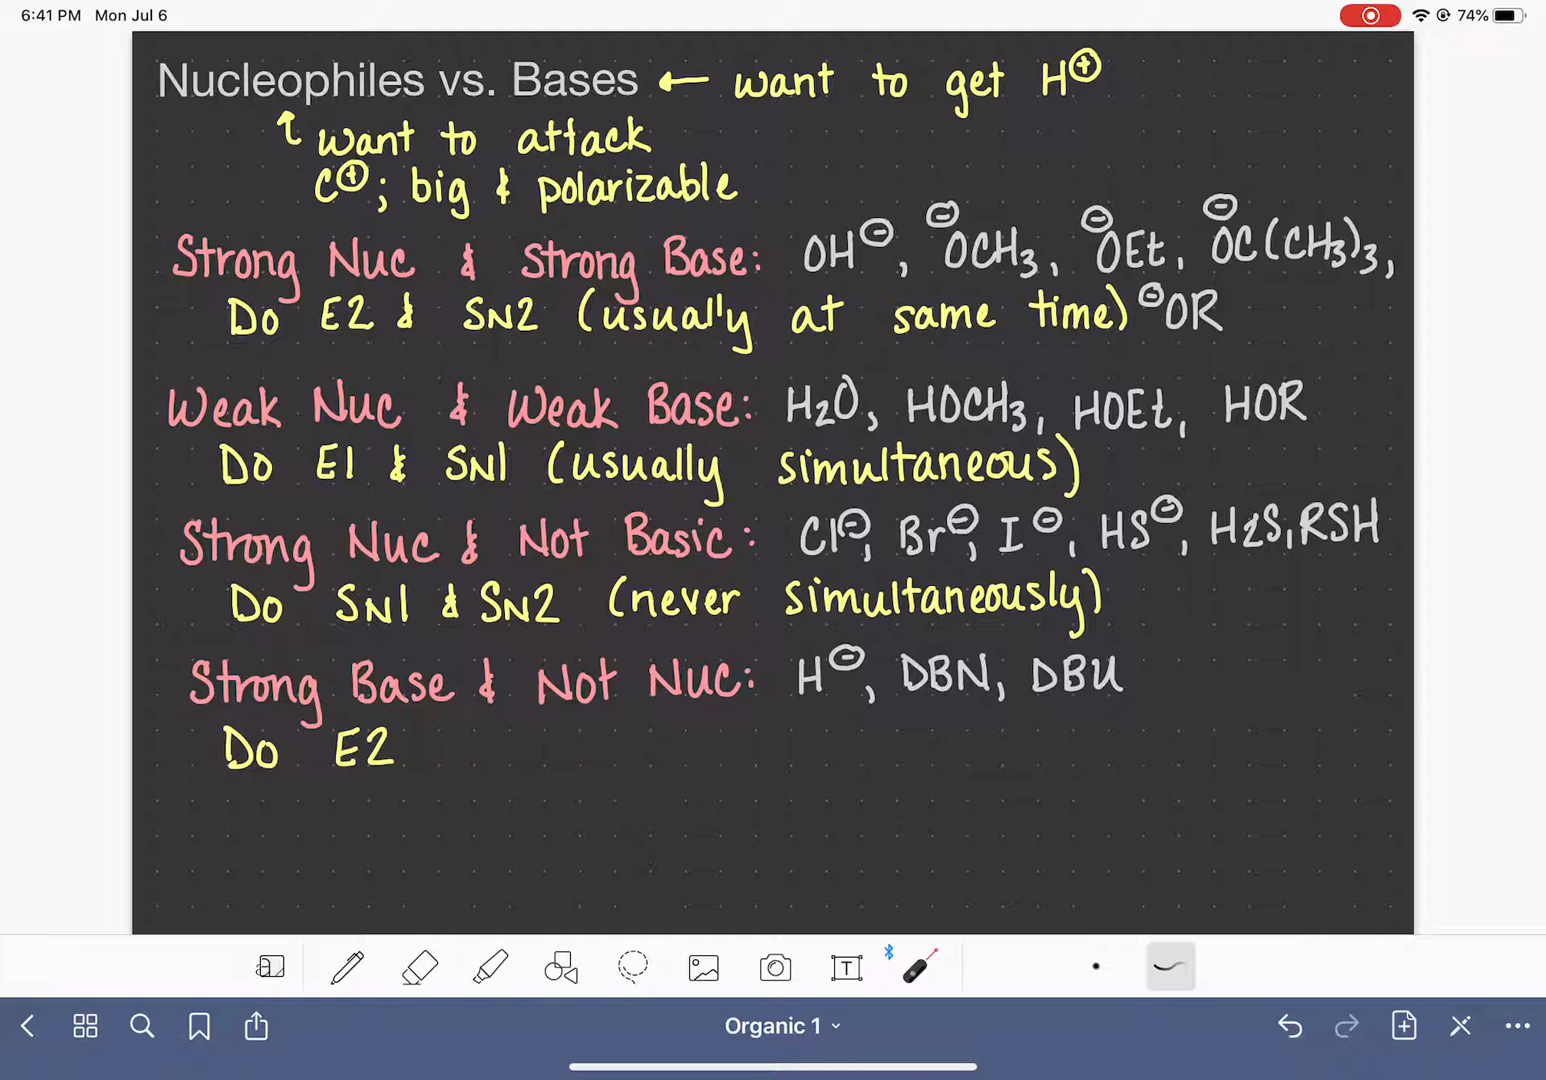 6:41 PM Mon Jul 6 74%
Nucleophiles vs. Bases ← want to get H⊕
↑ want to attack
C⊕; big & polarizable
Strong Nuc & Strong Base: OH⊖, ⊖OCH₃, ⊖OEt, ⊖OC(CH₃)₃,
Do E2 & SN2 (usually at same time) ⊖OR
Weak Nuc & Weak Base: H₂O, HOCH₃, HOEt, HOR
Do E1 & SN1 (usually simultaneous)
Strong Nuc & Not Basic: Cl⊖, Br⊖, I⊖, HS⊖, H₂S, RSH
Do SN1 & SN2 (never simultaneously)
Strong Base & Not Nuc: H⊖, DBN, DBU
Do E2
T
Organic 1